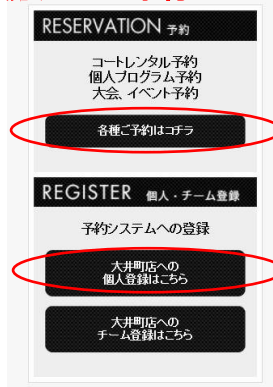 RESERVATION 予約
コートレンタル予約
個人プログラム予約
大会、イベント予約
各種ご予約はコチラ
REGISTER 個人・チーム登録
予約システムへの登録
大井町店への
個人登録はこちら
大井町店への
チーム登録はこちら